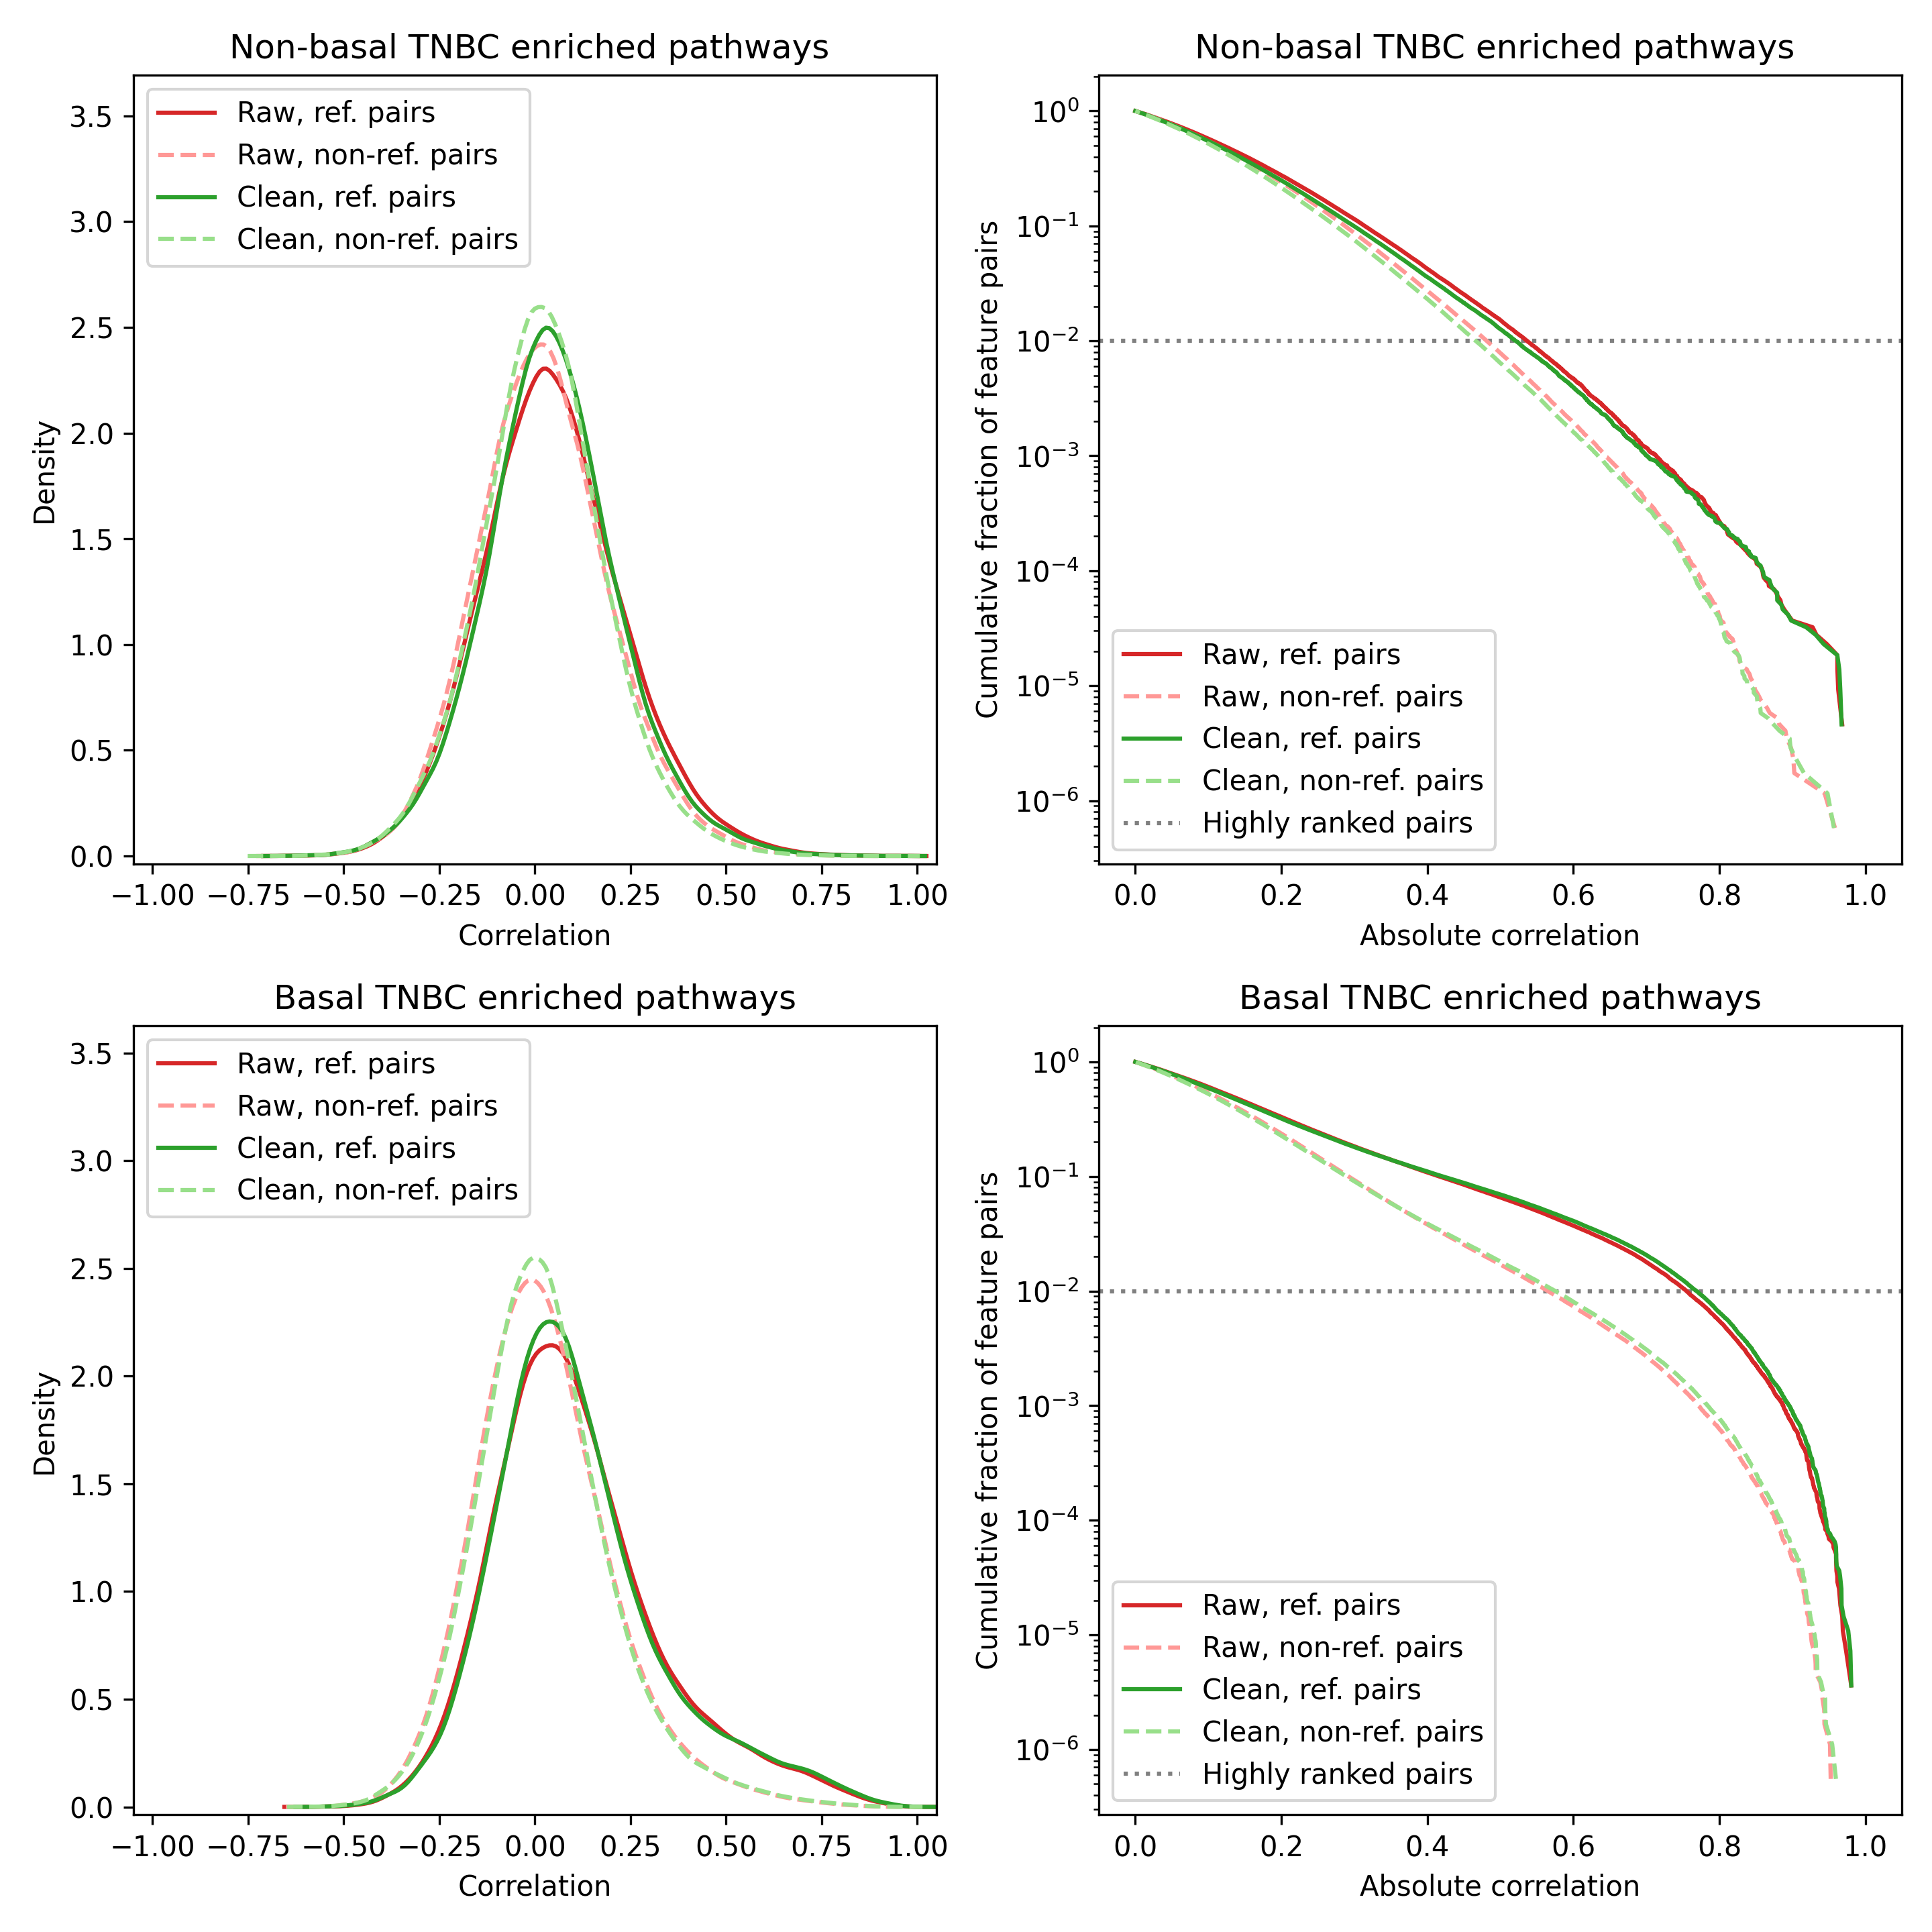 Non-basal TNBC enriched pathways
Density
3.5
3.0
2.5
2.0
1.5
1.0
0.5
0.0
Raw, ref. pairs
Raw, non-ref. pairs
Clean, ref. pairs
Clean, non-ref. pairs
−1.00 −0.75 −0.50 −0.25 0.00 0.25 0.50 0.75 1.00
Correlation
Non-basal TNBC enriched pathways
Cumulative fraction of feature pairs
10⁰
10⁻¹
10⁻²
10⁻³
10⁻⁴
10⁻⁵
10⁻⁶
Raw, ref. pairs
Raw, non-ref. pairs
Clean, ref. pairs
Clean, non-ref. pairs
Highly ranked pairs
0.0 0.2 0.4 0.6 0.8 1.0
Absolute correlation
Basal TNBC enriched pathways
Density
3.5
3.0
2.5
2.0
1.5
1.0
0.5
0.0
Raw, ref. pairs
Raw, non-ref. pairs
Clean, ref. pairs
Clean, non-ref. pairs
−1.00 −0.75 −0.50 −0.25 0.00 0.25 0.50 0.75 1.00
Correlation
Basal TNBC enriched pathways
Cumulative fraction of feature pairs
10⁰
10⁻¹
10⁻²
10⁻³
10⁻⁴
10⁻⁵
10⁻⁶
Raw, ref. pairs
Raw, non-ref. pairs
Clean, ref. pairs
Clean, non-ref. pairs
Highly ranked pairs
0.0 0.2 0.4 0.6 0.8 1.0
Absolute correlation